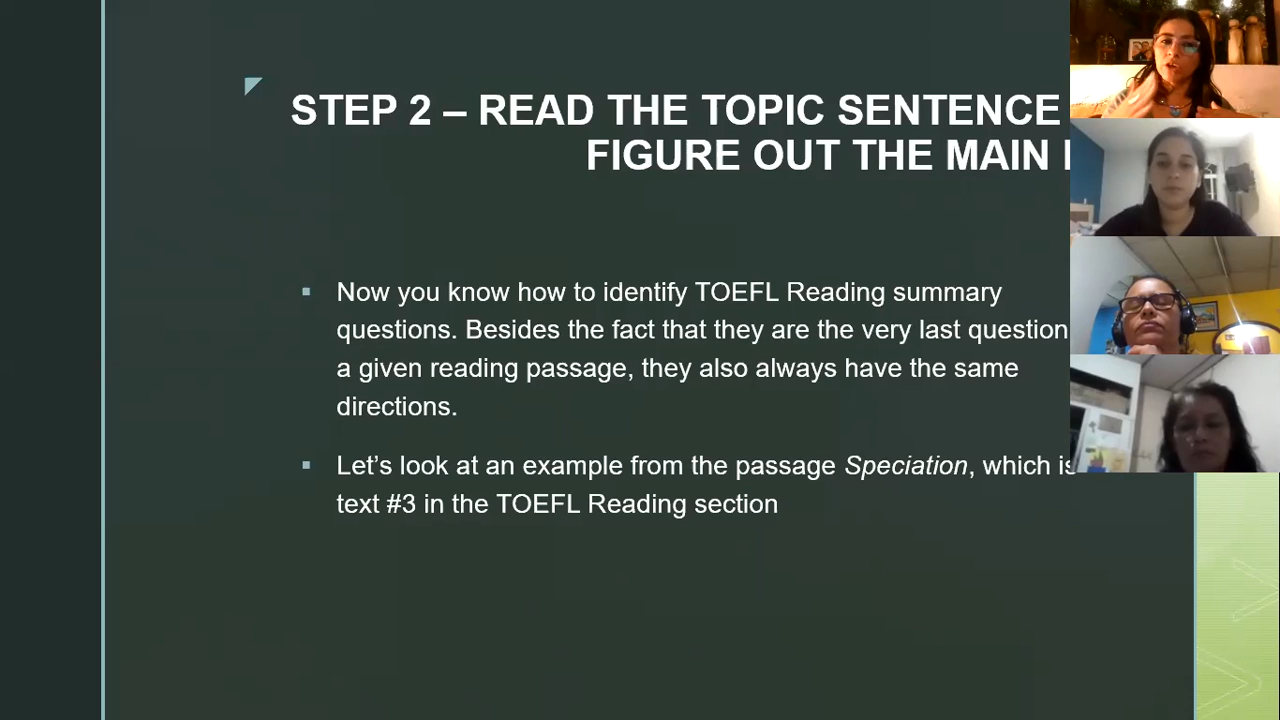 STEP 2 – READ THE TOPIC SENTENCE
FIGURE OUT THE MAIN
▪ Now you know how to identify TOEFL Reading summary
questions. Besides the fact that they are the very last question
a given reading passage, they also always have the same
directions.
▪ Let’s look at an example from the passage Speciation, which is
text #3 in the TOEFL Reading section